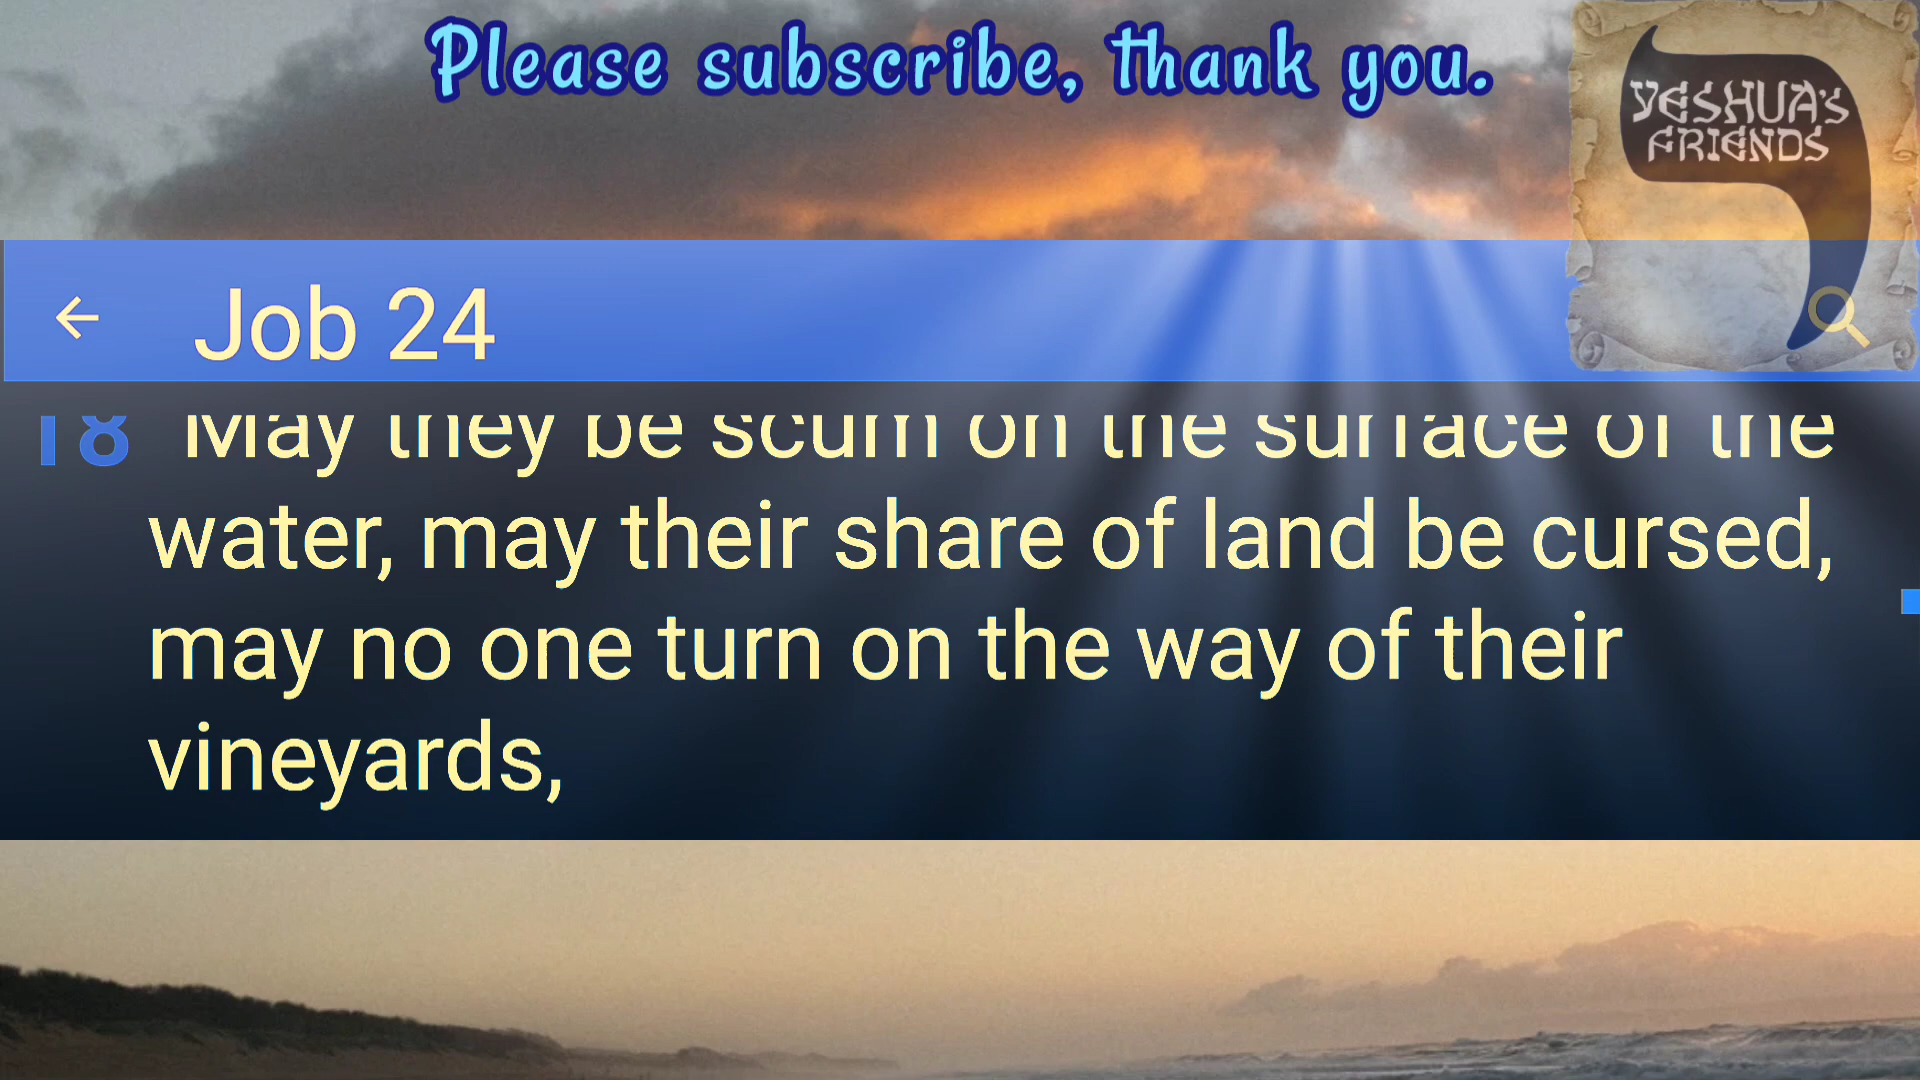 Please subscribe, thank you.
YESHUA'S
FRIENDS
Job 24
18 May they be scum on the surface of the
water, may their share of land be cursed,
may no one turn on the way of their
vineyards,